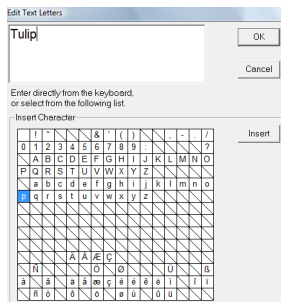 Edit Text Letters
Tulip
OK
Cancel
Enter directly from the keyboard,
or select from the following list.
Insert Character
Insert
! " & ' ( ) , - . /
0 1 2 3 4 5 6 7 8 9 : ?
A B C D E F G H I J K L M N O
P Q R S T U V W X Y Z
a b c d e f g h i j k l m n o
p q r s t u v w x y z
Ä Å Æ Ç
Ñ Ö Ø Ü ß